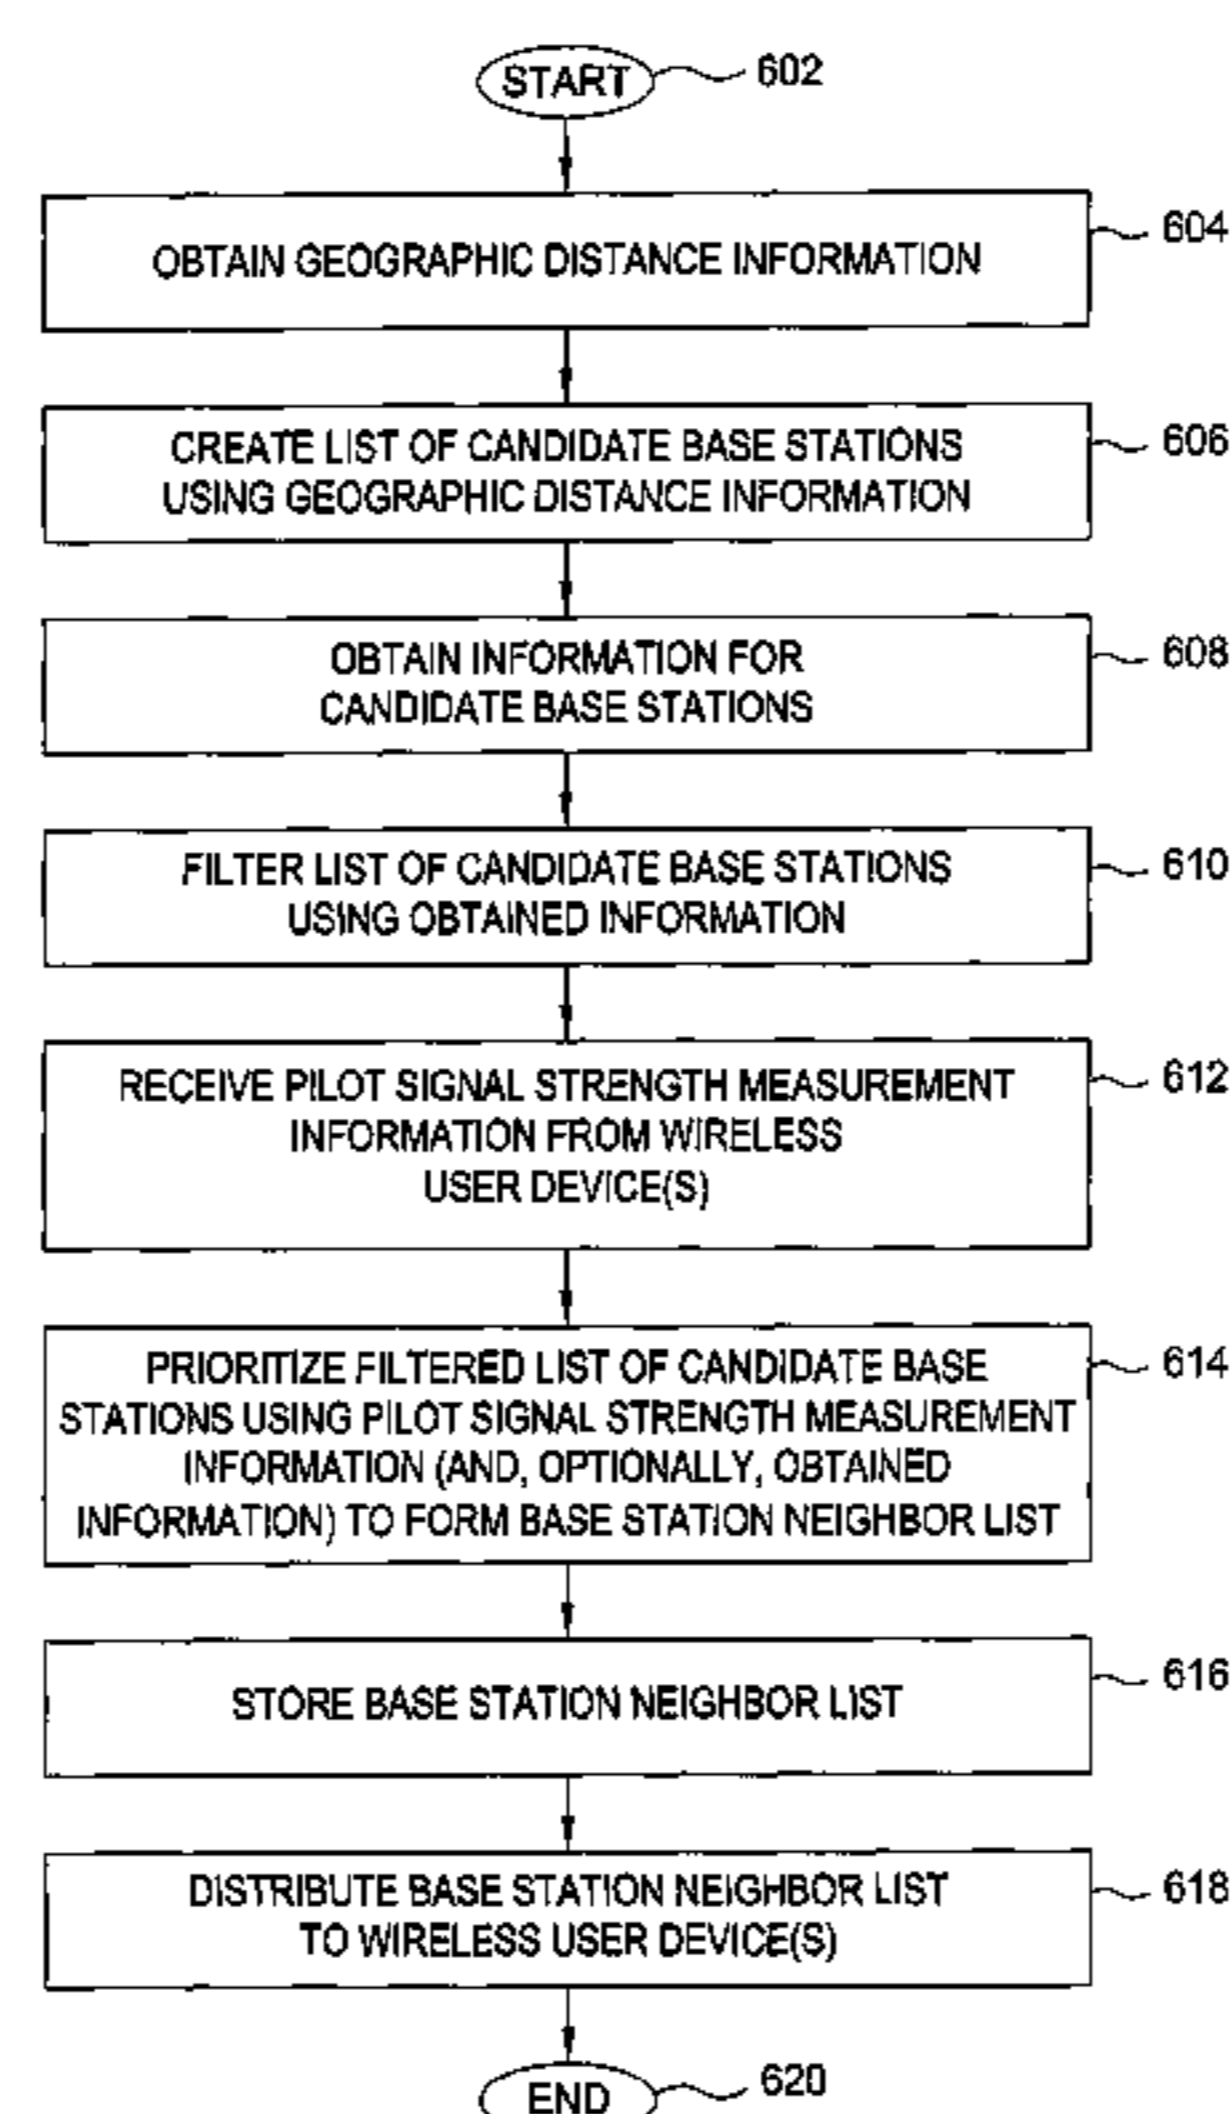 START
602
OBTAIN GEOGRAPHIC DISTANCE INFORMATION
604
CREATE LIST OF CANDIDATE BASE STATIONS
USING GEOGRAPHIC DISTANCE INFORMATION
606
OBTAIN INFORMATION FOR
CANDIDATE BASE STATIONS
608
FILTER LIST OF CANDIDATE BASE STATIONS
USING OBTAINED INFORMATION
610
RECEIVE PILOT SIGNAL STRENGTH MEASUREMENT
INFORMATION FROM WIRELESS
USER DEVICE(S)
612
PRIORITIZE FILTERED LIST OF CANDIDATE BASE
STATIONS USING PILOT SIGNAL STRENGTH MEASUREMENT
INFORMATION (AND, OPTIONALLY, OBTAINED
INFORMATION) TO FORM BASE STATION NEIGHBOR LIST
614
STORE BASE STATION NEIGHBOR LIST
616
DISTRIBUTE BASE STATION NEIGHBOR LIST
TO WIRELESS USER DEVICE(S)
618
END
620